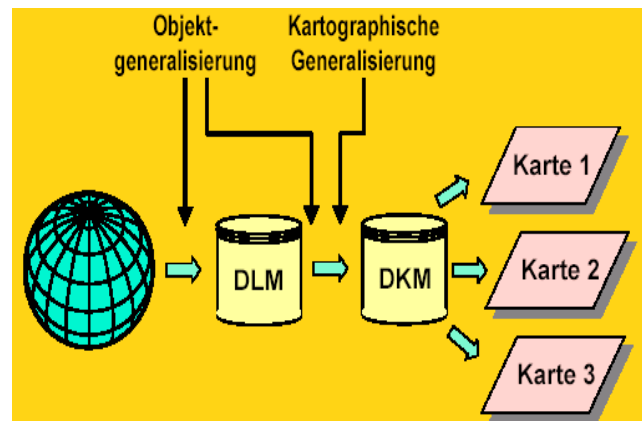 Objekt-
generalisierung
Kartographische
Generalisierung
DLM
DKM
Karte 1
Karte 2
Karte 3